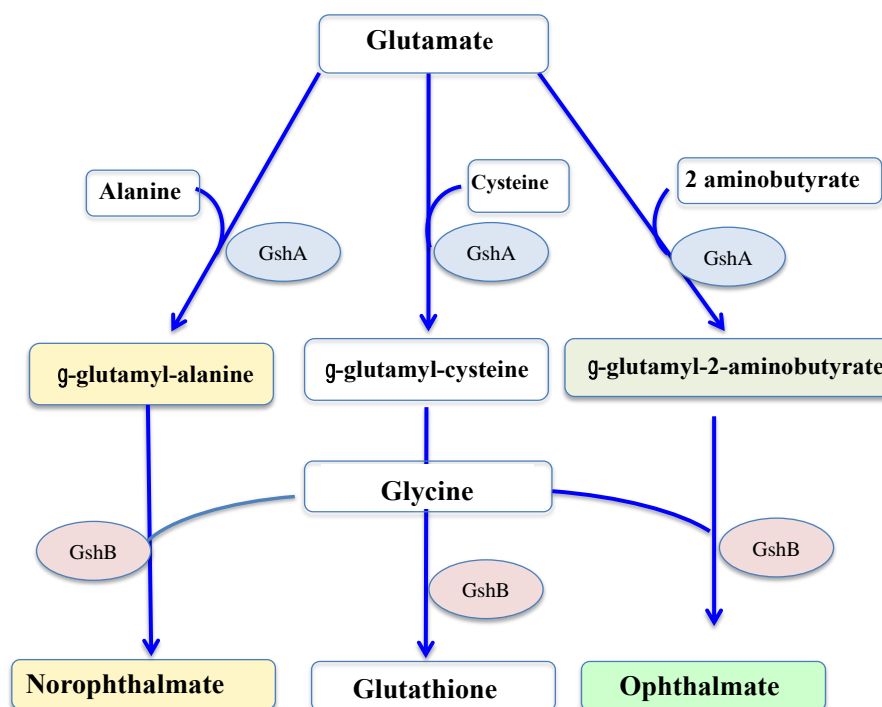 Glutamate
Alanine
Cysteine
2 aminobutyrate
GshA
GshA
GshA
g-glutamyl-alanine
g-glutamyl-cysteine
g-glutamyl-2-aminobutyrate
Glycine
GshB
GshB
GshB
Norophthalmate
Glutathione
Ophthalmate